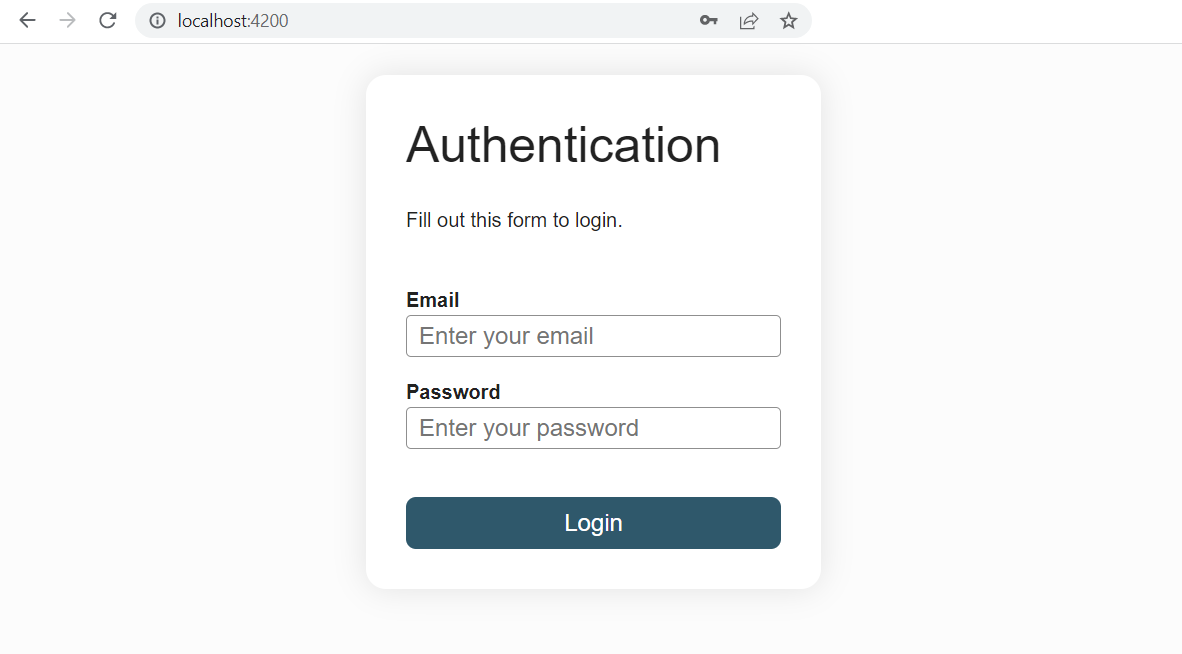 localhost:4200
Authentication
Fill out this form to login.
Email
Enter your email
Password
Enter your password
Login